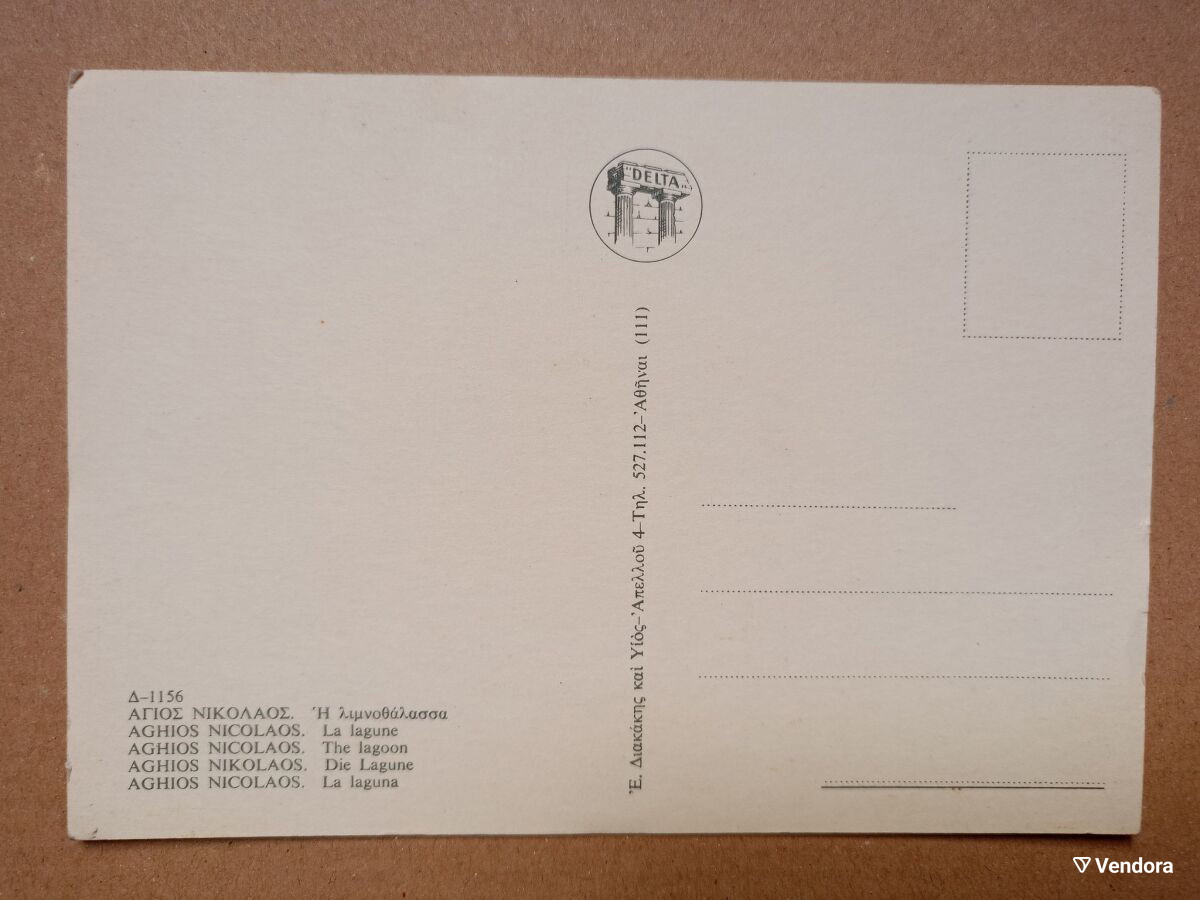 "DELTA"
Ἐ. Διακάκης καὶ Υἱὸς–Ἀπελλοῦ 4–Τηλ. 527.112–Ἀθῆναι (111)
Δ–1156
ΑΓΙΟΣ ΝΙΚΟΛΑΟΣ. Ἡ λιμνοθάλασσα
AGHIOS NICOLAOS. La lagune
AGHIOS NICOLAOS. The lagoon
AGHIOS NIKOLAOS. Die Lagune
AGHIOS NICOLAOS. La laguna
Vendora